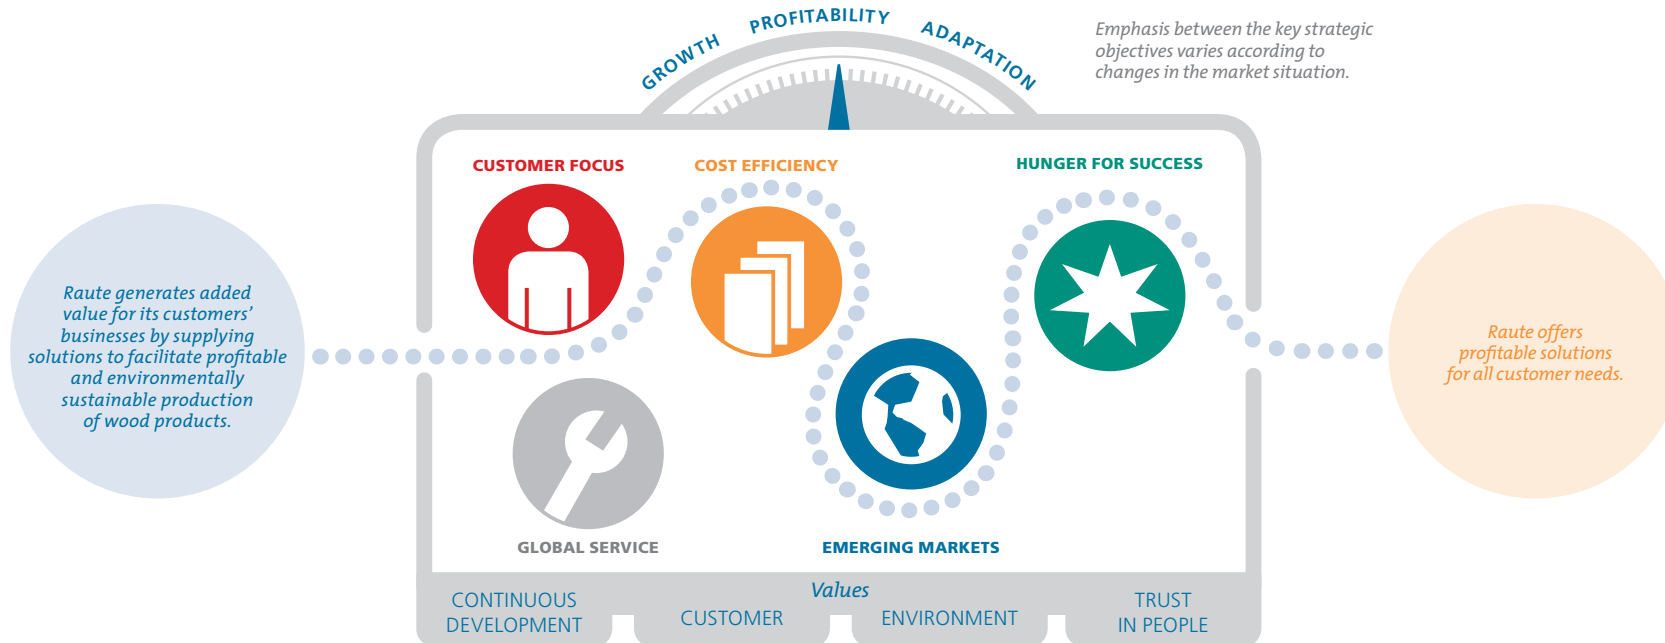 GROWTH PROFITABILITY ADAPTATION
Emphasis between the key strategic
objectives varies according to
changes in the market situation.
CUSTOMER FOCUS
COST EFFICIENCY
HUNGER FOR SUCCESS
Raute generates added
value for its customers’
businesses by supplying
solutions to facilitate profitable
and environmentally
sustainable production
of wood products.
Raute offers
profitable solutions
for all customer needs.
GLOBAL SERVICE
EMERGING MARKETS
Values
CONTINUOUS
DEVELOPMENT
CUSTOMER
ENVIRONMENT
TRUST
IN PEOPLE